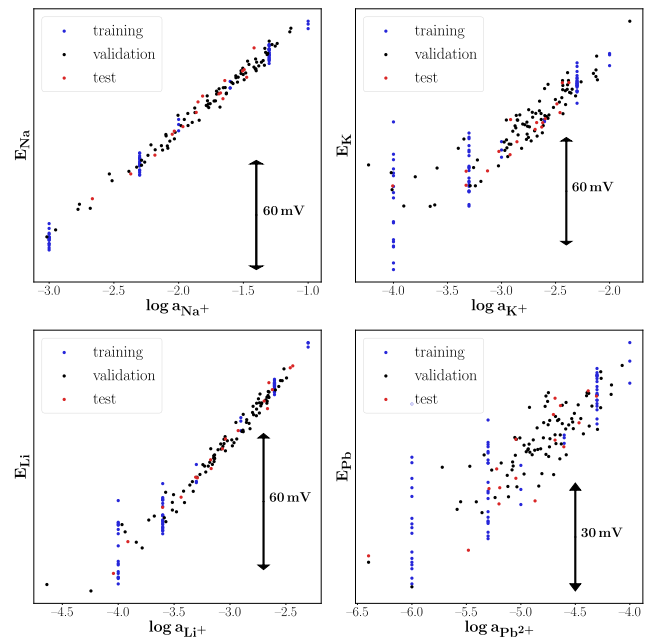 training
validation
test
E_Na
60 mV
−3.0 −2.5 −2.0 −1.5 −1.0
log a_Na+
training
validation
test
E_K
60 mV
−4.0 −3.5 −3.0 −2.5 −2.0
log a_K+
training
validation
test
E_Li
60 mV
−4.5 −4.0 −3.5 −3.0 −2.5
log a_Li+
training
validation
test
E_Pb
30 mV
−6.5 −6.0 −5.5 −5.0 −4.5 −4.0
log a_Pb2+